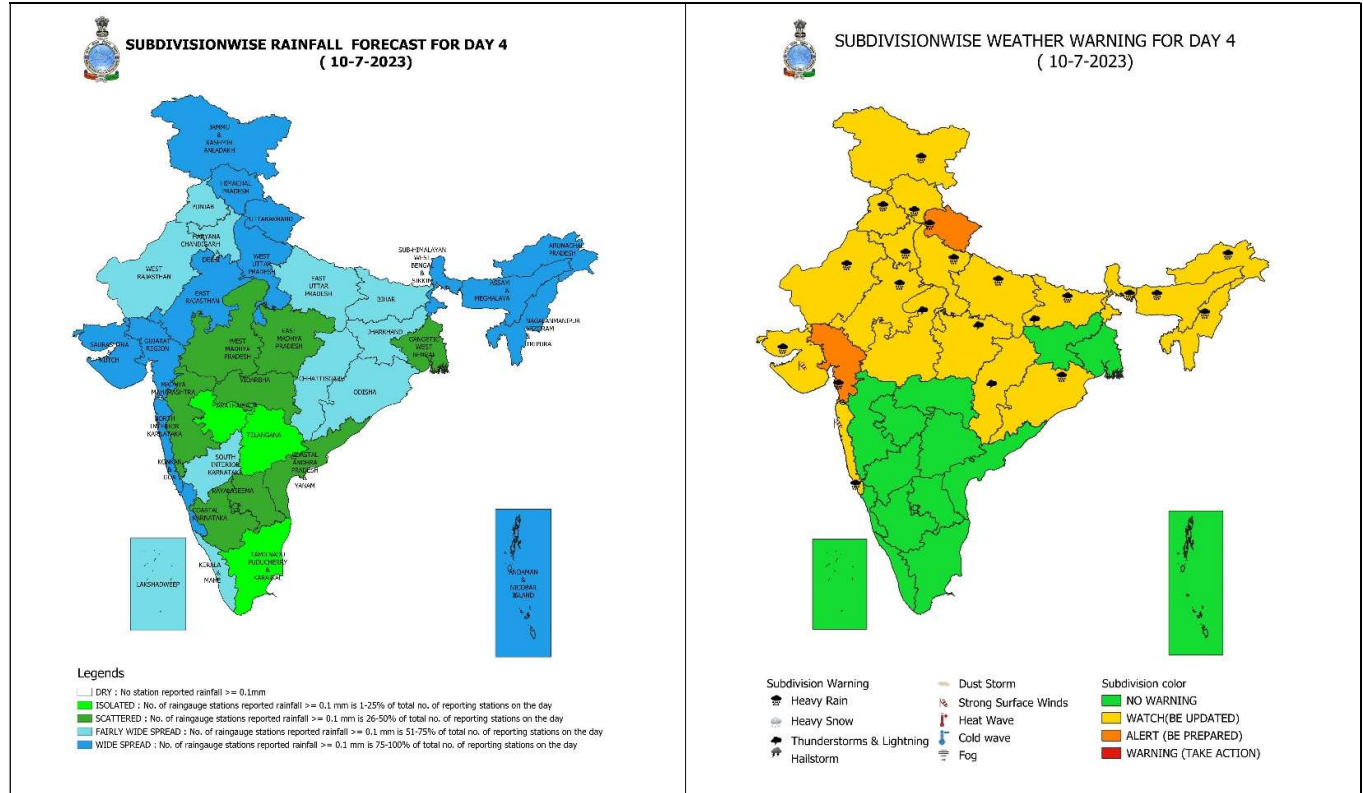 SUBDIVISIONWISE RAINFALL FORECAST FOR DAY 4
( 10-7-2023)
JAMMU
&
KASHMIR
ANLADAKH
HIMACHAL
PRADESH
PUNJAB
UTTARAKHAND
HARYANA
CHANDIGARH
DELHI
WEST
UTTAR
PRADESH
WEST
RAJASTHAN
EAST
RAJASTHAN
EAST
UTTAR
PRADESH
BIHAR
SUB-HIMALAYAN
WEST
BENGAL
&
SIKKIM
ARUNACHAL
PRADESH
ASSAM
&
MEGHALAYA
NAGALANMANIPUR
MIZORAM
&
TRIPURA
JHARKHAND
GANGETIC
WEST
BENGAL
SAURASHTRA
&
KUTCH
GUJARAT
REGION
WEST
MADHYA
PRADESH
EAST
MADHYA
PRADESH
VIDARBHA
CHHATTISGARH
ODISHA
MADHYA
MAHARASHTRA
MARATHAWADA
NORTH
INTERIOR
KARNATAKA
TELANGANA
KONKAN
&
GOA
SOUTH
INTERIOR
KARNATAKA
COASTAL
ANDHRA
PRADESH
&
YANAM
RAYALASEEMA
COASTAL
KARNATAKA
TAMILNADU
PUDUCHERRY
&
KARAIKAL
KERALA
&
MAHE
LAKSHADWEEP
ANDAMAN
&
NICOBAR
ISLAND
Legends
DRY : No station reported rainfall >= 0.1mm
ISOLATED : No. of raingauge stations reported rainfall >= 0.1 mm is 1-25% of total no. of reporting stations on the day
SCATTERED : No. of raingauge stations reported rainfall >= 0.1 mm is 26-50% of total no. of reporting stations on the day
FAIRLY WIDE SPREAD : No. of raingauge stations reported rainfall >= 0.1 mm is 51-75% of total no. of reporting stations on the day
WIDE SPREAD : No. of raingauge stations reported rainfall >= 0.1 mm is 75-100% of total no. of reporting stations on the day
SUBDIVISIONWISE WEATHER WARNING FOR DAY 4
( 10-7-2023)
Subdivision Warning
Heavy Rain
Heavy Snow
Thunderstorms & Lightning
Hailstorm
Dust Storm
Strong Surface Winds
Heat Wave
Cold wave
Fog
Subdivision color
NO WARNING
WATCH(BE UPDATED)
ALERT (BE PREPARED)
WARNING (TAKE ACTION)